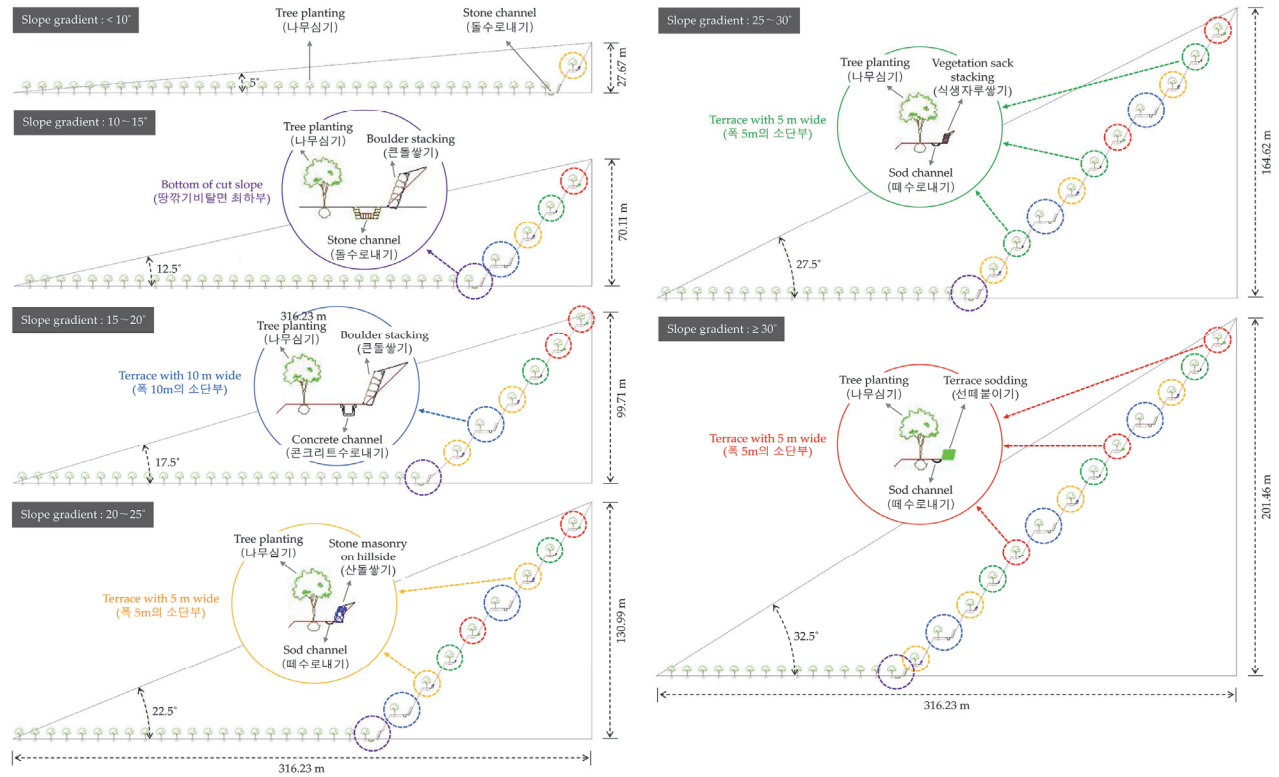 Slope gradient : < 10°
Tree planting
(나무심기)
Stone channel
(돌수로내기)
5°
27.67 m
Slope gradient : 10~15°
Tree planting
(나무심기)
Boulder stacking
(큰돌쌓기)
Bottom of cut slope
(땅깎기비탈면 최하부)
Stone channel
(돌수로내기)
12.5°
70.11 m
Slope gradient : 15~20°
316.23 m
Tree planting
(나무심기)
Boulder stacking
(큰돌쌓기)
Terrace with 10 m wide
(폭 10m의 소단부)
Concrete channel
(콘크리트수로내기)
17.5°
99.71 m
Slope gradient : 20~25°
Tree planting
(나무심기)
Stone masonry
on hillside
(산돌쌓기)
Terrace with 5 m wide
(폭 5m의 소단부)
Sod channel
(떼수로내기)
22.5°
130.99 m
316.23 m
Slope gradient : 25~30°
Tree planting
(나무심기)
Vegetation sack
stacking
(식생자루쌓기)
Terrace with 5 m wide
(폭 5m의 소단부)
Sod channel
(떼수로내기)
27.5°
164.62 m
Slope gradient : ≥ 30°
Tree planting
(나무심기)
Terrace sodding
(선떼붙이기)
Terrace with 5 m wide
(폭 5m의 소단부)
Sod channel
(떼수로내기)
32.5°
201.46 m
316.23 m